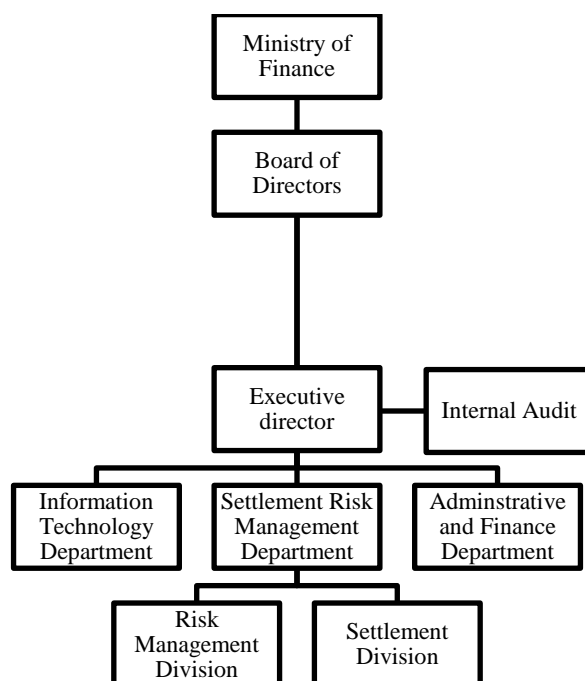 Ministry of
Finance
Board of
Directors
Executive
director
Internal Audit
Information
Technology
Department
Settlement Risk
Management
Department
Adminstrative
and Finance
Department
Risk
Management
Division
Settlement
Division